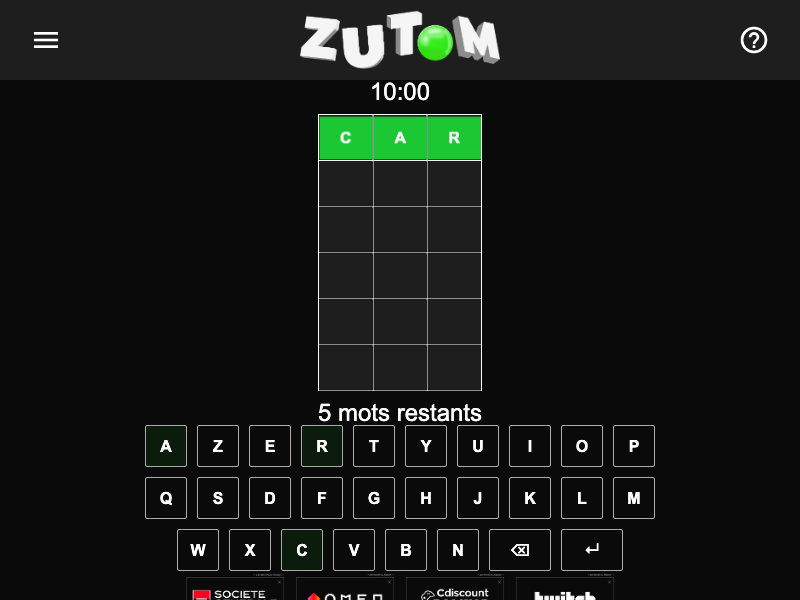 ZUTOM
10:00
C A R
5 mots restants
A Z E R T Y U I O P
Q S D F G H J K L M
W X C V B N
SOCIETE OMEN Cdiscount twitch